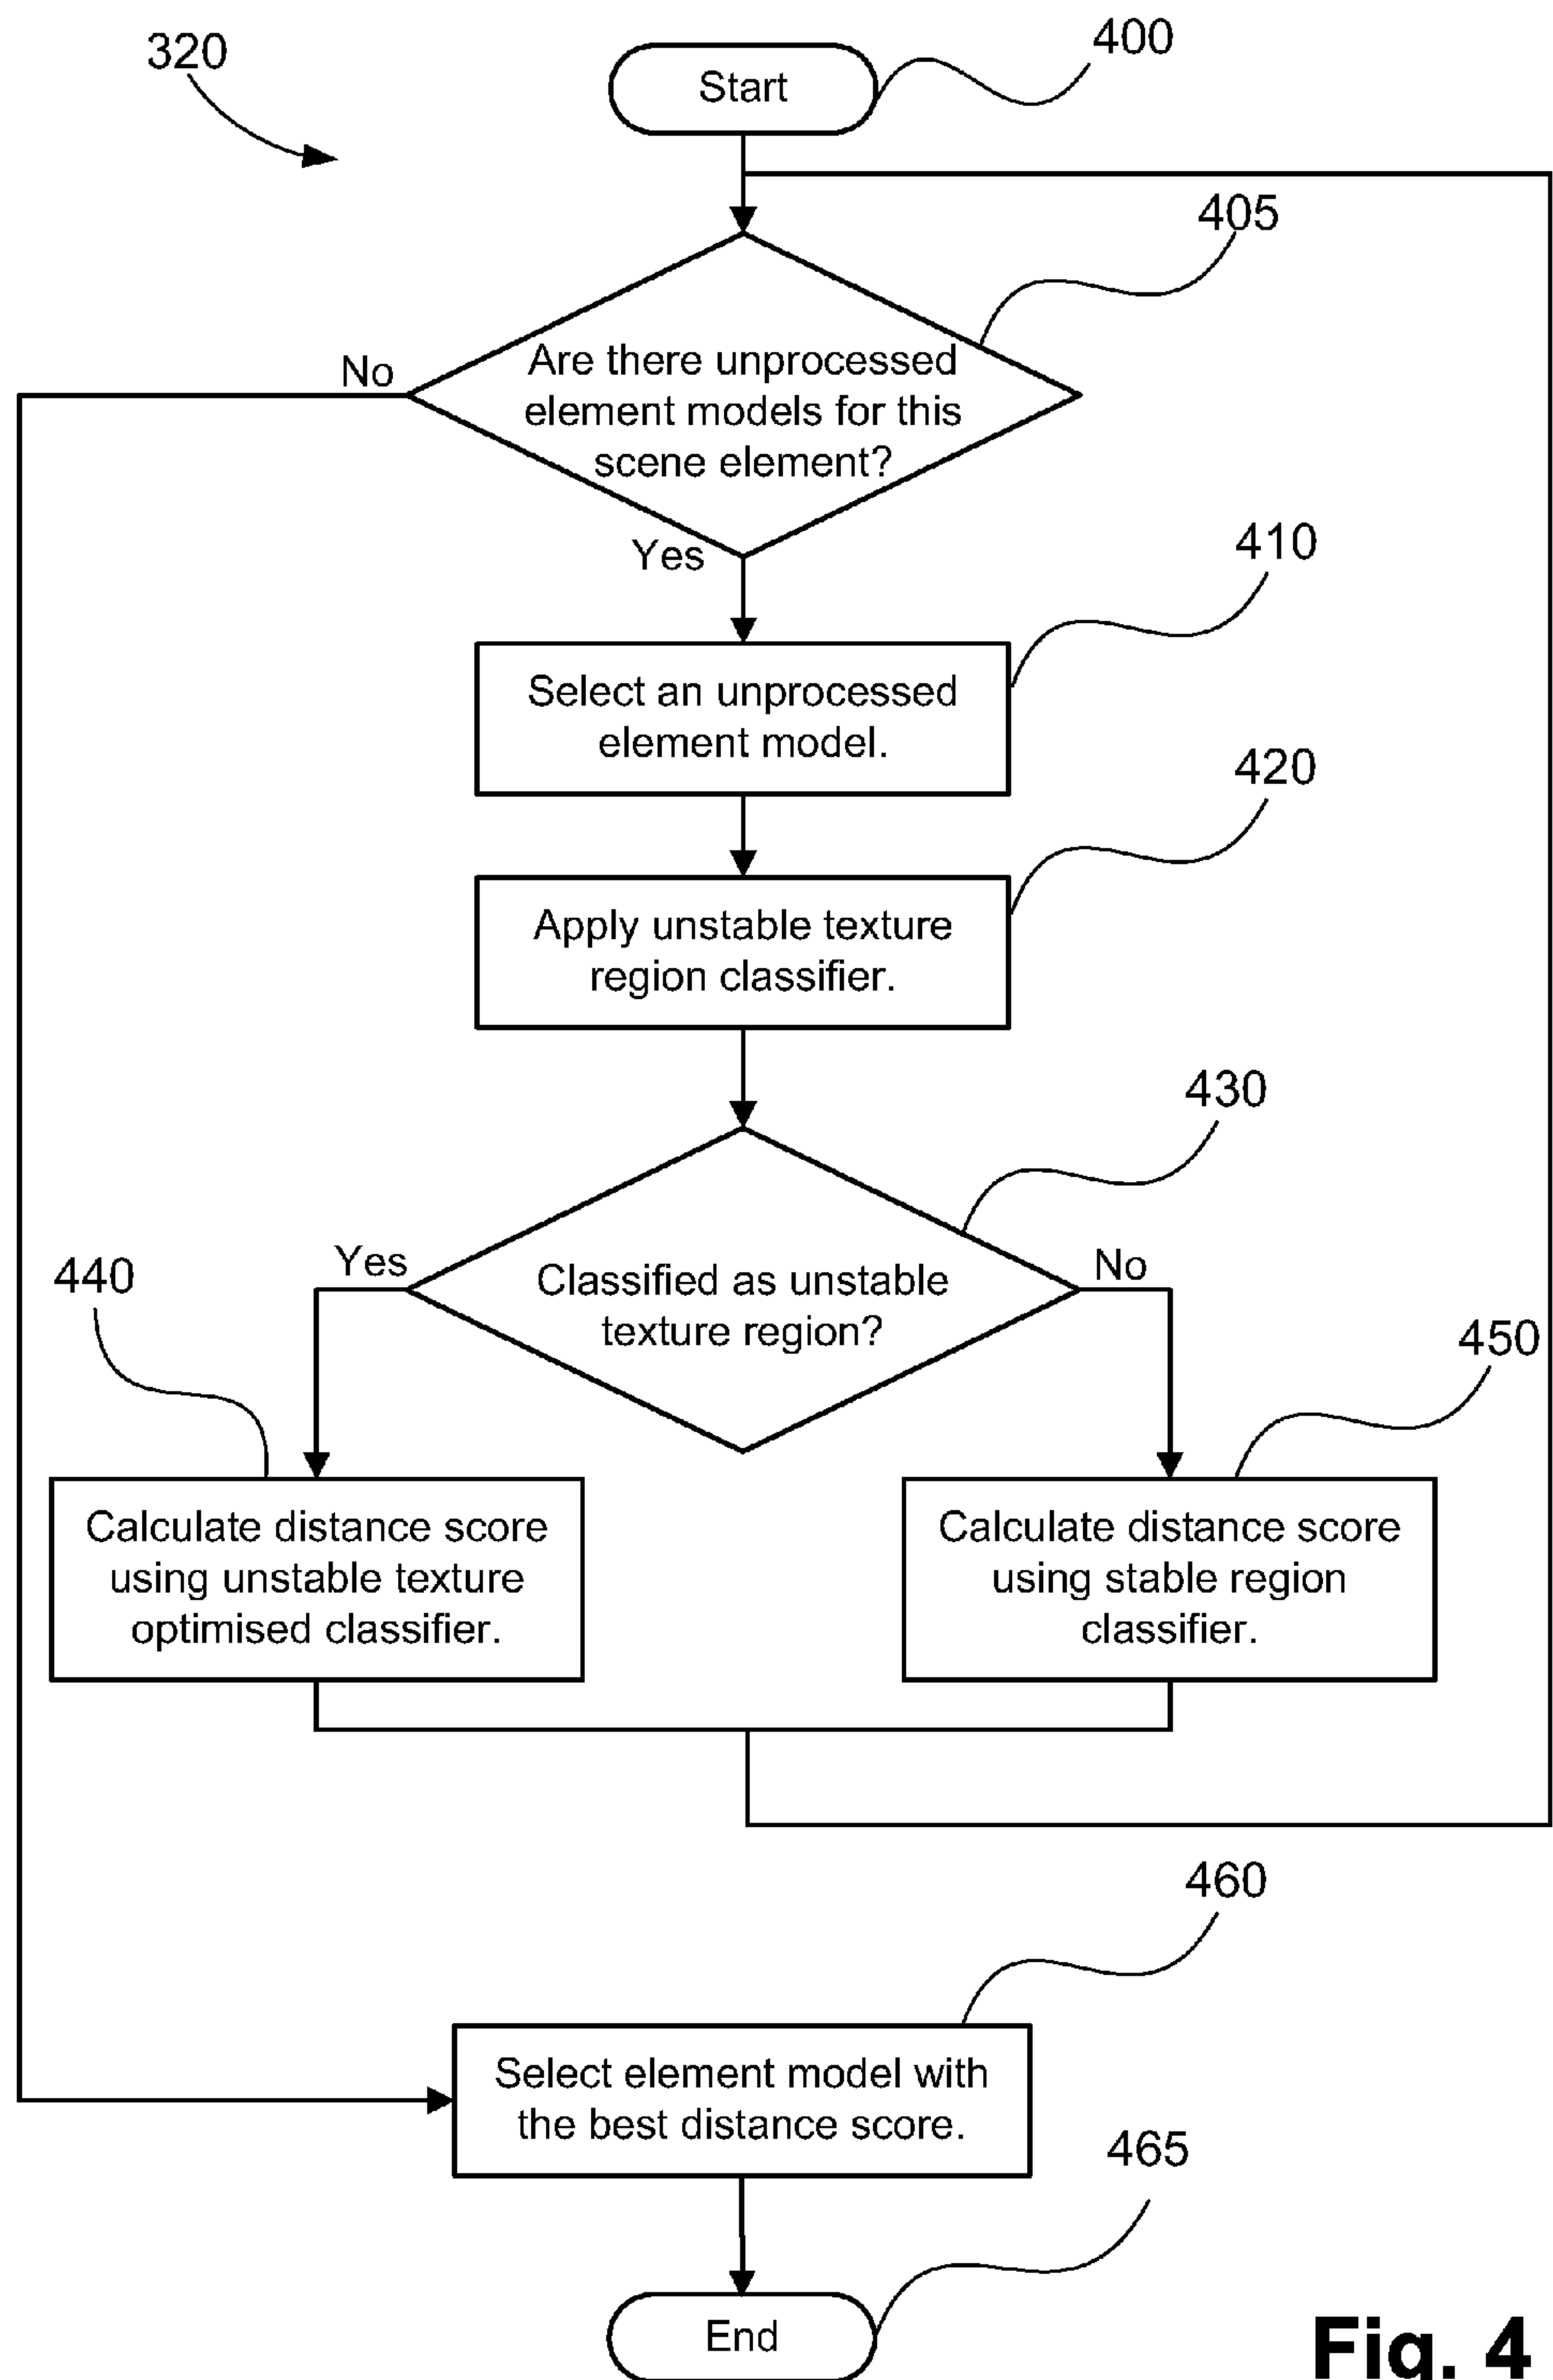 320
400
Start
405
No
Are there unprocessed
element models for this
scene element?
Yes
410
Select an unprocessed
element model.
420
Apply unstable texture
region classifier.
430
Yes
No
440
Classified as unstable
texture region?
450
Calculate distance score
using unstable texture
optimised classifier.
Calculate distance score
using stable region
classifier.
460
Select element model with
the best distance score.
465
End
Fig. 4